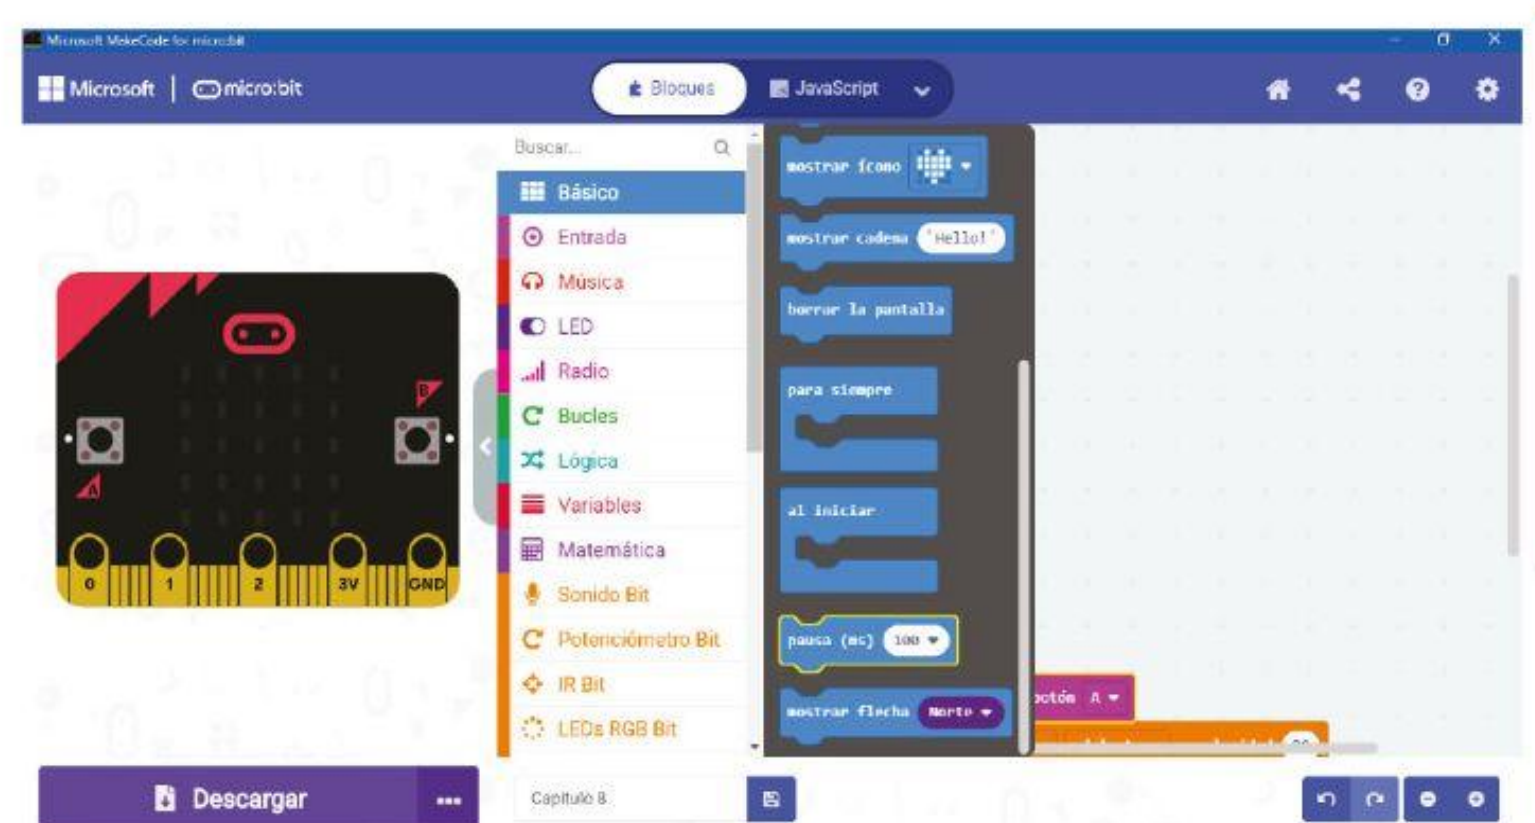 Microsoft MakeCode for micro:bit
Microsoft | micro:bit
Bloques
JavaScript
Buscar...
Básico
Entrada
Música
LED
Radio
Bucles
Lógica
Variables
Matemática
Sonido Bit
Potenciómetro Bit
IR Bit
LEDs RGB Bit
mostrar ícono
mostrar cadena "Hello!"
borrar la pantalla
para siempre
al iniciar
pausa (ms) 100
mostrar flecha Norte
botón A
B
A
0 1 2 3V GND
Descargar
...
Capitulo 8